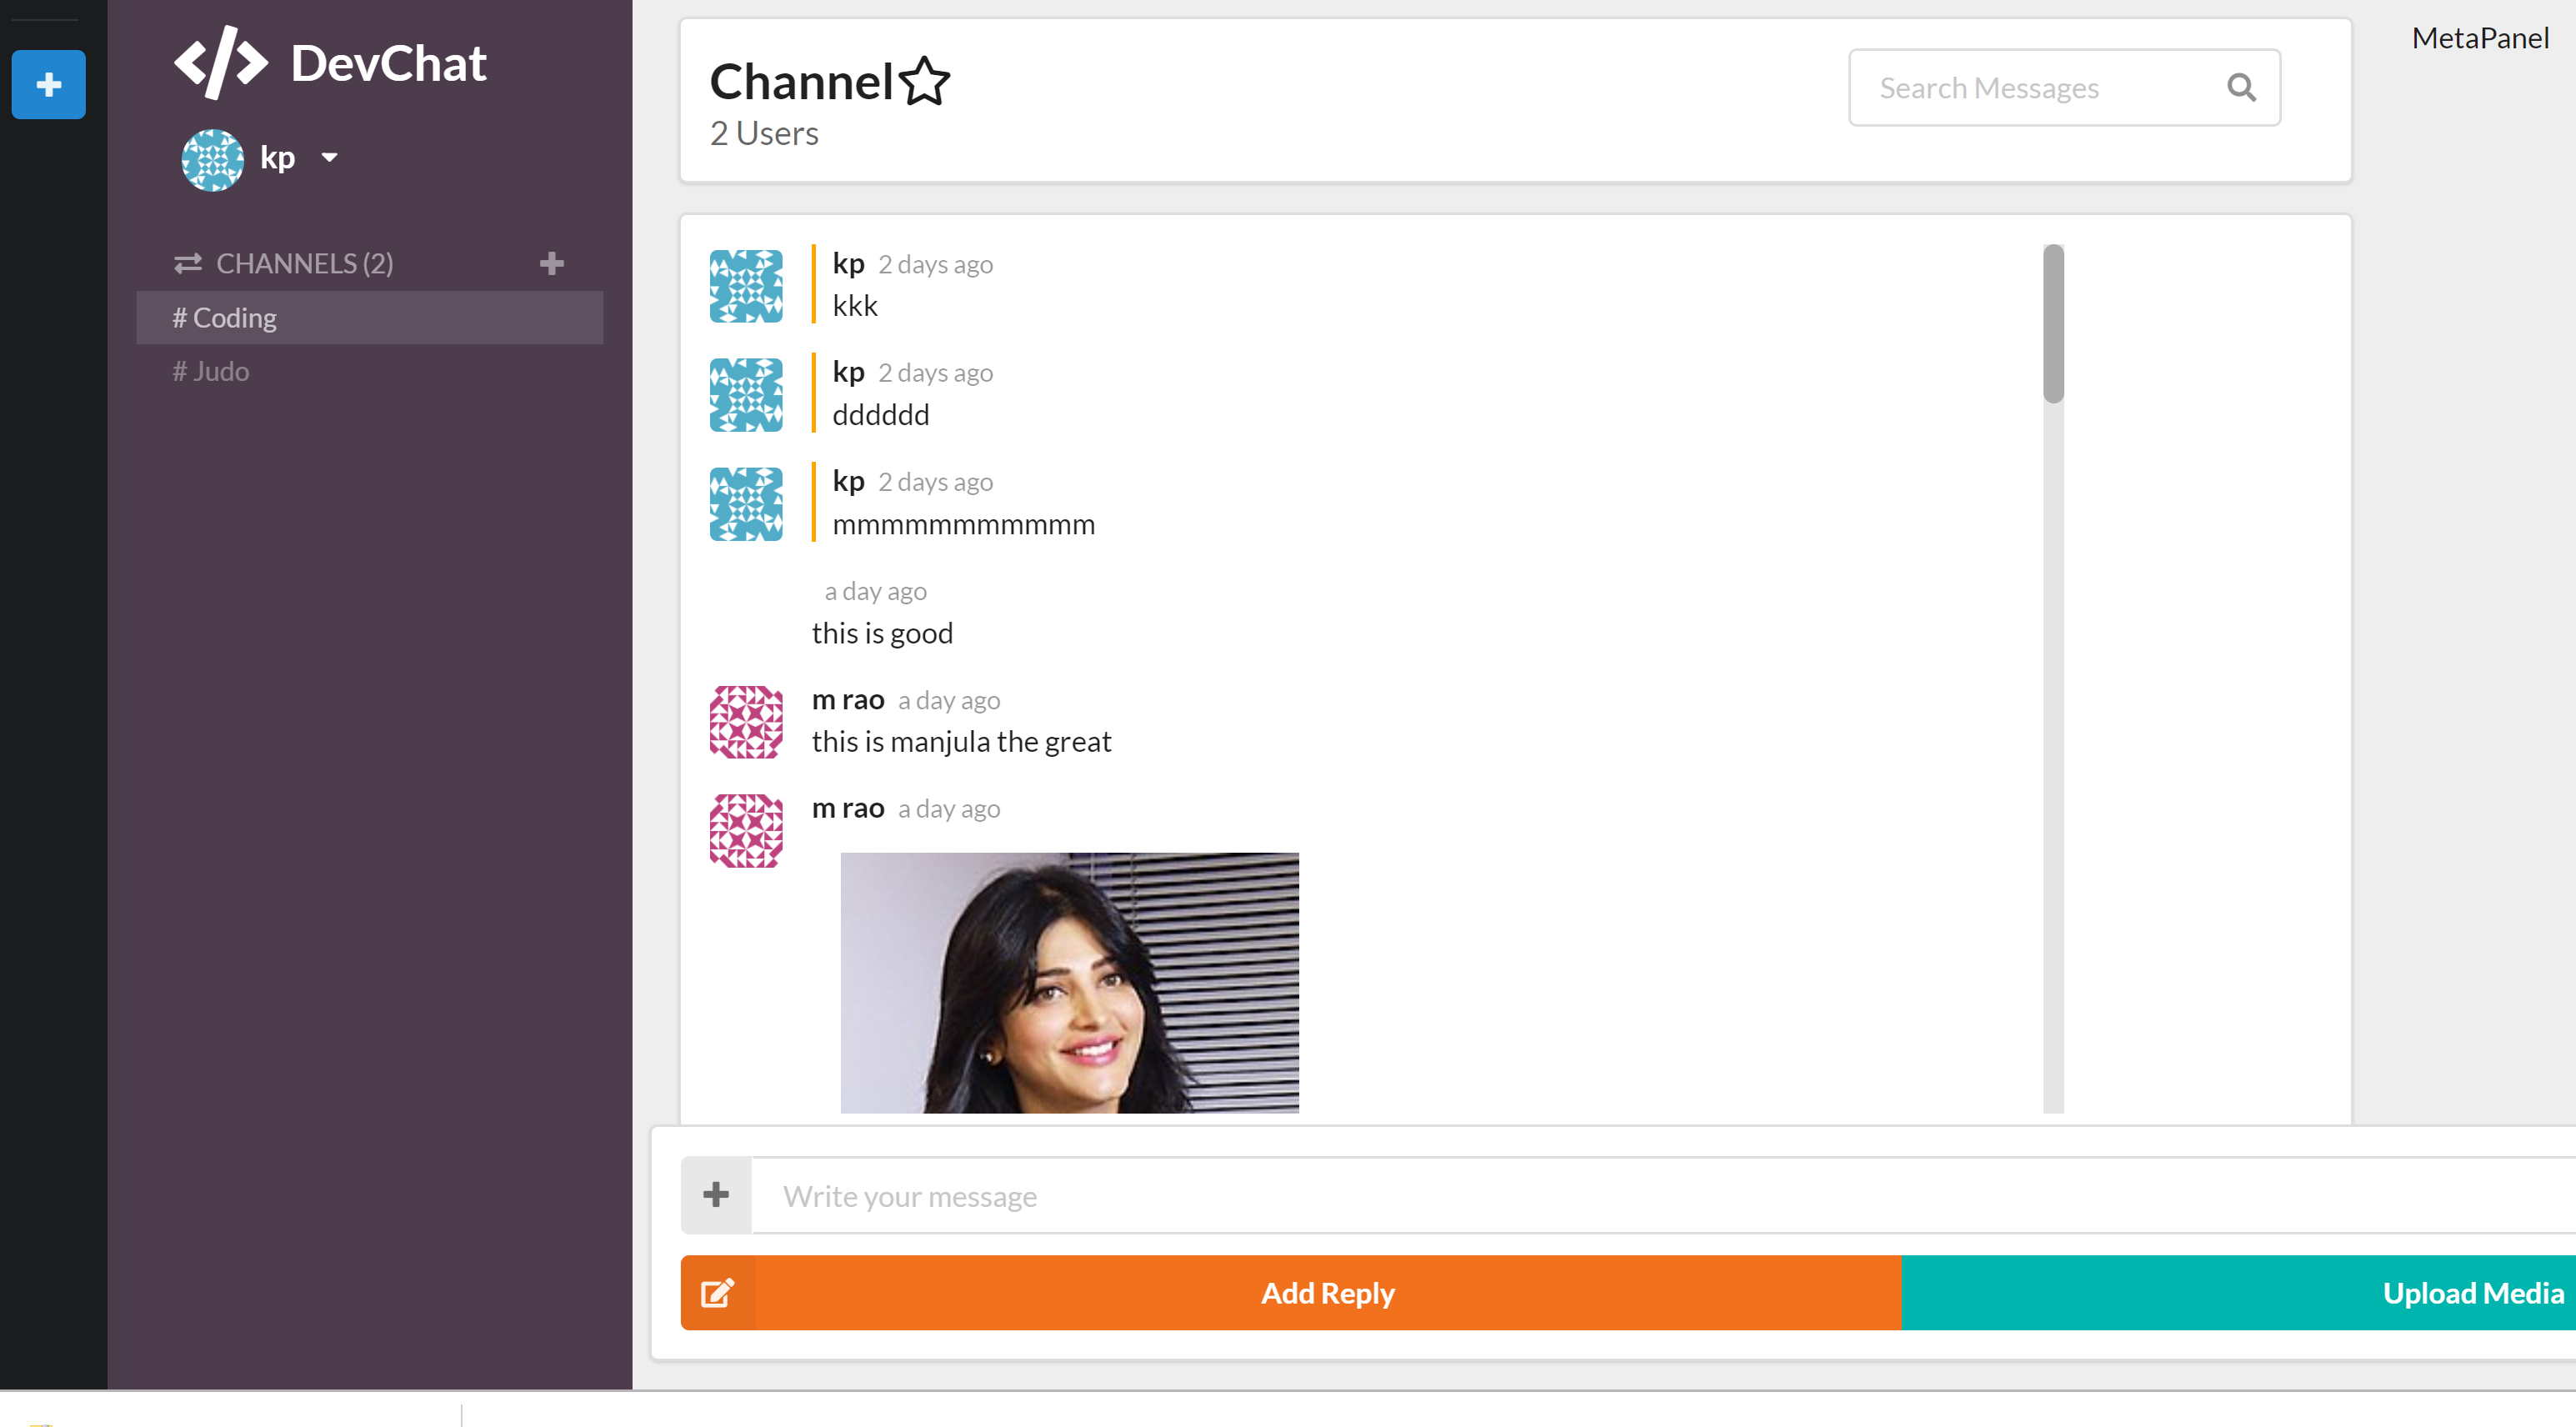 DevChat
kp
CHANNELS (2)
# Coding
# Judo
Channel
2 Users
Search Messages
MetaPanel
kp 2 days ago
kkk
kp 2 days ago
dddddd
kp 2 days ago
mmmmmmmmmmm
a day ago
this is good
m rao a day ago
this is manjula the great
m rao a day ago
Write your message
Add Reply
Upload Media